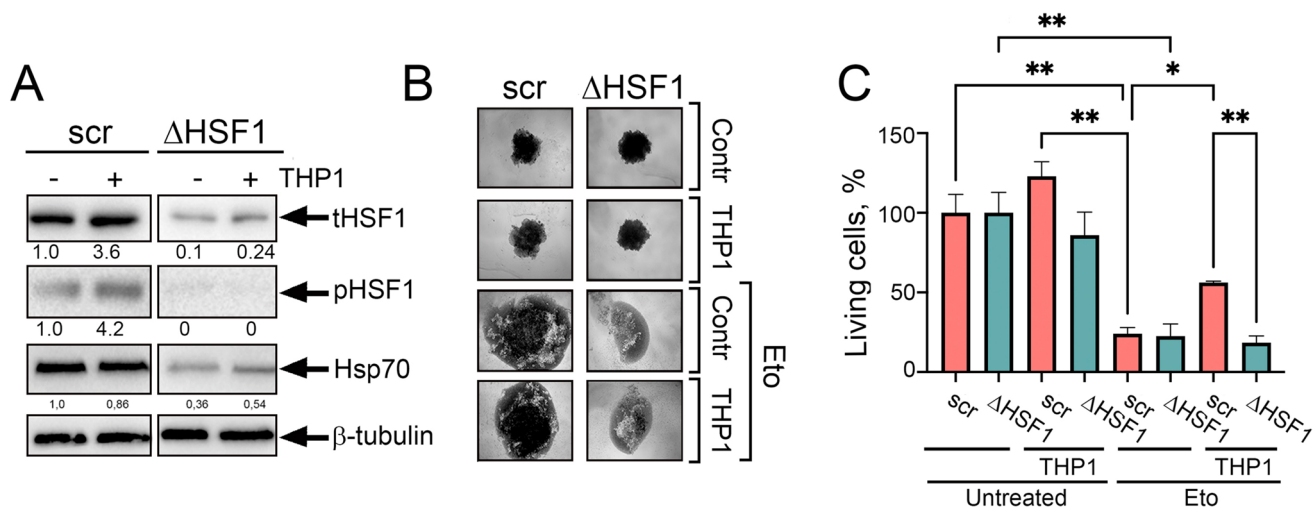 A
scr
ΔHSF1
- + - + THP1
tHSF1
1.0 3.6 0.1 0.24
pHSF1
1.0 4.2 0 0
Hsp70
1,0 0,86 0,36 0,54
β-tubulin
B
scr ΔHSF1
Contr
THP1
Contr
THP1
Eto
C
**
** *
** **
Living cells, %
150
100
50
0
scr ΔHSF1 scr ΔHSF1 scr ΔHSF1 scr ΔHSF1
THP1 THP1
Untreated Eto